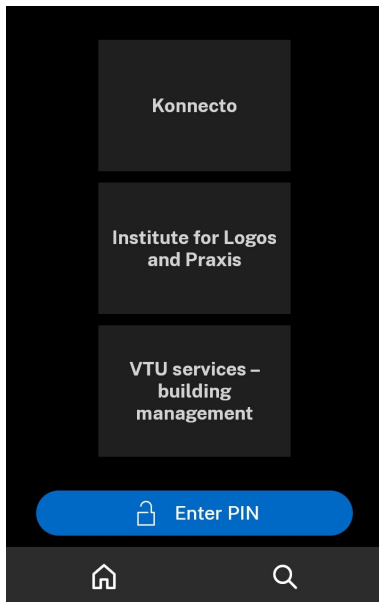 Konnecto
Institute for Logos
and Praxis
VTU services –
building
management
Enter PIN